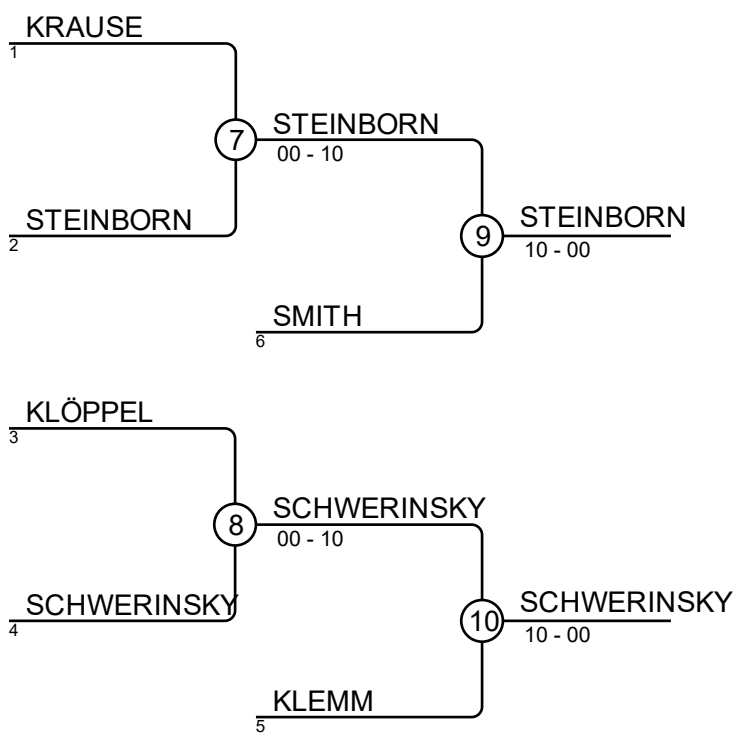 KRAUSE
1
7
STEINBORN
00 - 10
STEINBORN
2
9
STEINBORN
10 - 00
SMITH
6
KLÖPPEL
3
8
SCHWERINSKY
00 - 10
SCHWERINSKY
4
10
SCHWERINSKY
10 - 00
KLEMM
5